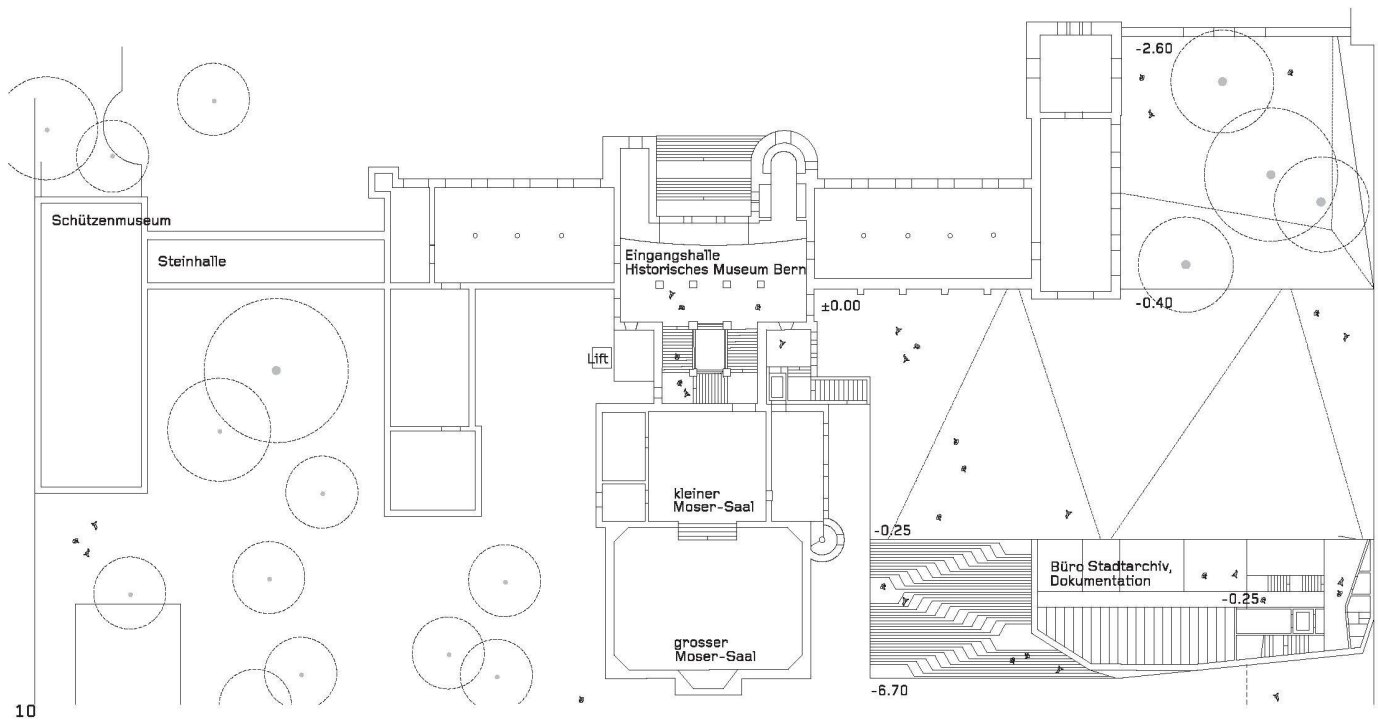 -2.60
Schützenmuseum
Steinhalle
Eingangshalle
Historisches Museum Bern
±0.00
-0.40
Lift
kleiner
Moser-Saal
-0.25
Büro Stadtarchiv,
Dokumentation
-0.25
grosser
Moser-Saal
-6.70
10